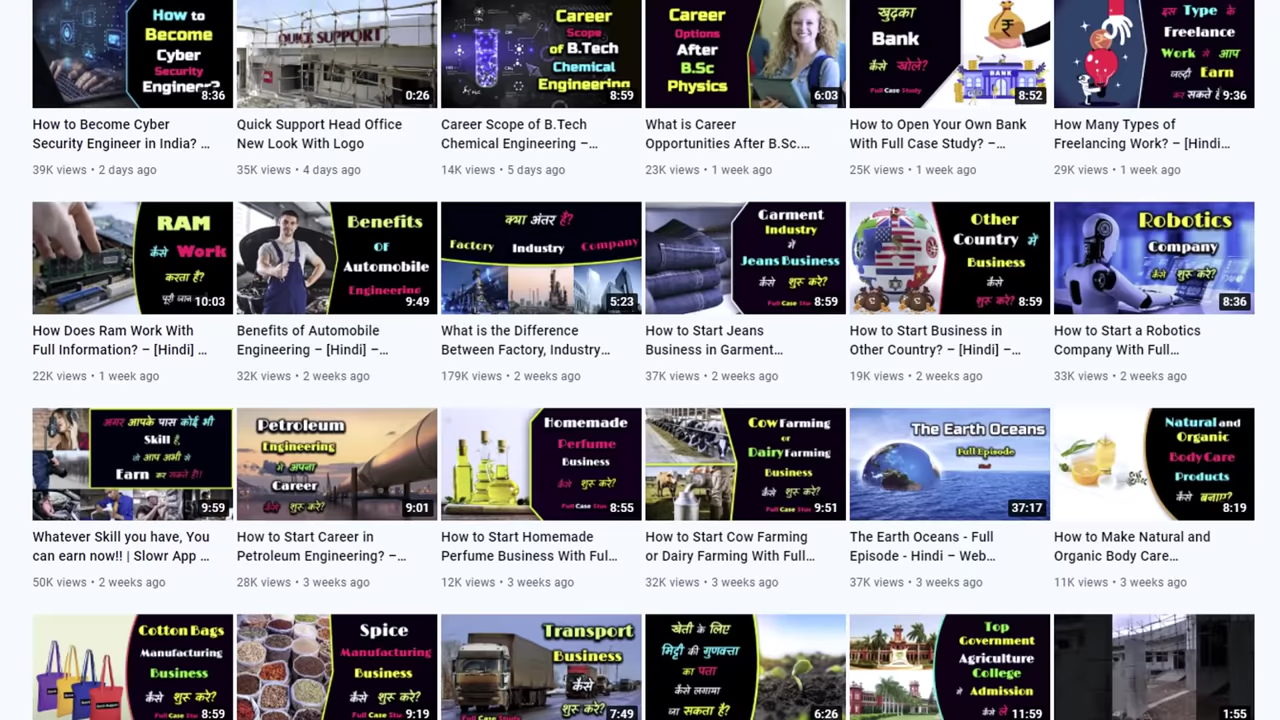 How to
Become
Cyber
Security
Engineer?
8:36
QUICK SUPPORT
0:26
Career
Scope
of B.Tech
Chemical
Engineering
8:59
Career
Options
After
B.Sc
Physics
6:03
खुदका
Bank
कैसे खोले?
Full Case Study
BANK
8:52
इस Type के
Freelance
Work से आप
जल्दी Earn
कर सकते है
9:36
How to Become Cyber
Security Engineer in India? ...
39K views • 2 days ago
Quick Support Head Office
New Look With Logo
35K views • 4 days ago
Career Scope of B.Tech
Chemical Engineering –...
14K views • 5 days ago
What is Career
Opportunities After B.Sc....
23K views • 1 week ago
How to Open Your Own Bank
With Full Case Study? –...
25K views • 1 week ago
How Many Types of
Freelancing Work? – [Hindi...
29K views • 1 week ago
RAM
कैसे Work
करता है?
पूरी जान
10:03
Benefits
OF
Automobile
Engineering
9:49
क्या अंतर है?
Factory Industry Company
5:23
Garment
Industry
में
Jeans Business
कैसे शुरू करे?
Full Case Stu
8:59
Other
Country में
Business
कैसे
शुरू करे?
8:59
Robotics
Company
कैसे शुरू करे?
8:36
How Does Ram Work With
Full Information? – [Hindi] ...
22K views • 1 week ago
Benefits of Automobile
Engineering – [Hindi] –...
32K views • 2 weeks ago
What is the Difference
Between Factory, Industry...
179K views • 2 weeks ago
How to Start Jeans
Business in Garment...
37K views • 2 weeks ago
How to Start Business in
Other Country? – [Hindi] –...
19K views • 2 weeks ago
How to Start a Robotics
Company With Full...
33K views • 2 weeks ago
अगर आपके पास कोई भी
Skill है,
तो आप अभी से
Earn कर सकते है!!
9:59
Petroleum
Engineering
में अपना
Career
कैसे शुरू करे?
9:01
Homemade
Perfume
Business
कैसे शुरू करे?
Full Case Stu
8:55
Cow Farming
or
Dairy Farming
Business
कैसे शुरू करे?
Full Case Stu
9:51
The Earth Oceans
Full Episode
37:17
Natural and
Organic
Body Care
Products
कैसे बनाए?
8:19
Whatever Skill you have, You
can earn now!! | Slowr App ...
50K views • 2 weeks ago
How to Start Career in
Petroleum Engineering? –...
28K views • 3 weeks ago
How to Start Homemade
Perfume Business With Ful...
12K views • 3 weeks ago
How to Start Cow Farming
or Dairy Farming With Full...
32K views • 3 weeks ago
The Earth Oceans - Full
Episode - Hindi – Web...
37K views • 3 weeks ago
How to Make Natural and
Organic Body Care...
11K views • 3 weeks ago
Cotton Bags
Manufacturing
Business
कैसे शुरू करे?
Full Case Stu
8:59
Spice
Manufacturing
Business
कैसे शुरू करे?
Full Case Stu
9:19
Transport
Business
कैसे
शुरू करे?
Full Case Study
7:49
खेती के लिए
मिट्टी की गुणवत्ता
का पता
कैसे लगाया
जा सकता है?
6:26
Top
Government
Agriculture
College
में Admission
कैसे ले
11:59
1:55